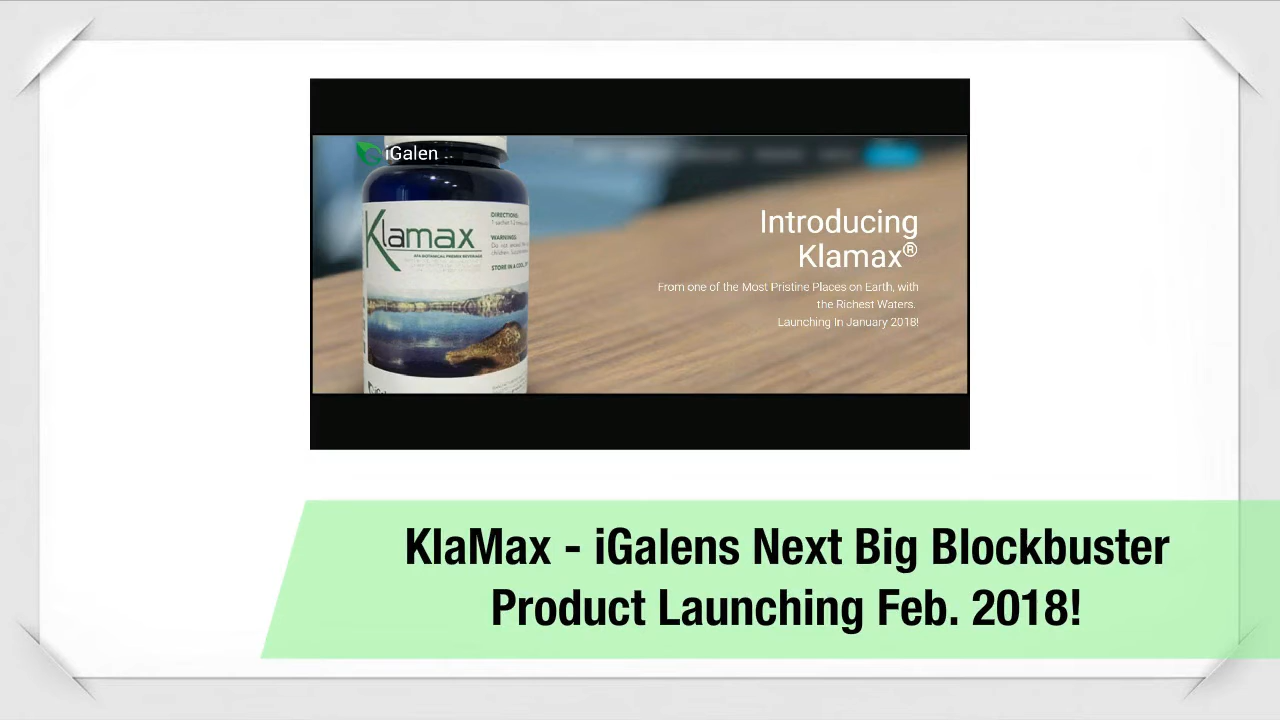 iGalen
Klamax
DIRECTIONS:
WARNINGS:
STORE IN A COOL,
Introducing
Klamax®
From one of the Most Pristine Places on Earth, with
the Richest Waters.
Launching In January 2018!
KlaMax - iGalens Next Big Blockbuster
Product Launching Feb. 2018!